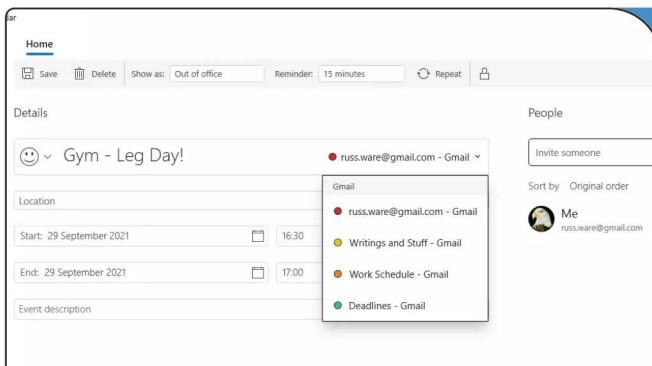 Home
Save Delete Show as: Out of office Reminder: 15 minutes Repeat
Details People
Gym - Leg Day! russ.ware@gmail.com - Gmail Invite someone
Gmail Sort by Original order
Location russ.ware@gmail.com - Gmail Me
russ.ware@gmail.com
Start: 29 September 2021 16:30 Writings and Stuff - Gmail
End: 29 September 2021 17:00 Work Schedule - Gmail
Event description Deadlines - Gmail